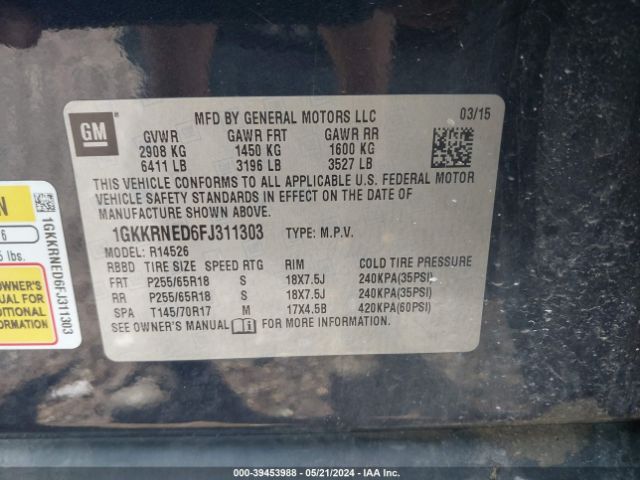 GM
MFD BY GENERAL MOTORS LLC 03/15
GVWR GAWR FRT GAWR RR
2908 KG 1450 KG 1600 KG
6411 LB 3196 LB 3527 LB
THIS VEHICLE CONFORMS TO ALL APPLICABLE U.S. FEDERAL MOTOR
VEHICLE SAFETY STANDARDS IN EFFECT ON THE DATE OF
MANUFACTURE SHOWN ABOVE.
1GKKRNED6FJ311303 TYPE: M.P.V.
MODEL: R14526
RBBD TIRE SIZE SPEED RTG RIM COLD TIRE PRESSURE
FRT P255/65R18 S 18X7.5J 240KPA(35PSI)
RR P255/65R18 S 18X7.5J 240KPA(35PSI)
SPA T145/70R17 M 17X4.5B 420KPA(60PSI)
SEE OWNER'S MANUAL FOR MORE INFORMATION
N
6
lbs.
OWNER'S
UAL FOR
DITIONAL
ORMATION
1GKKRNED6FJ311303
000-39453988 - 05/21/2024 - IAA Inc.